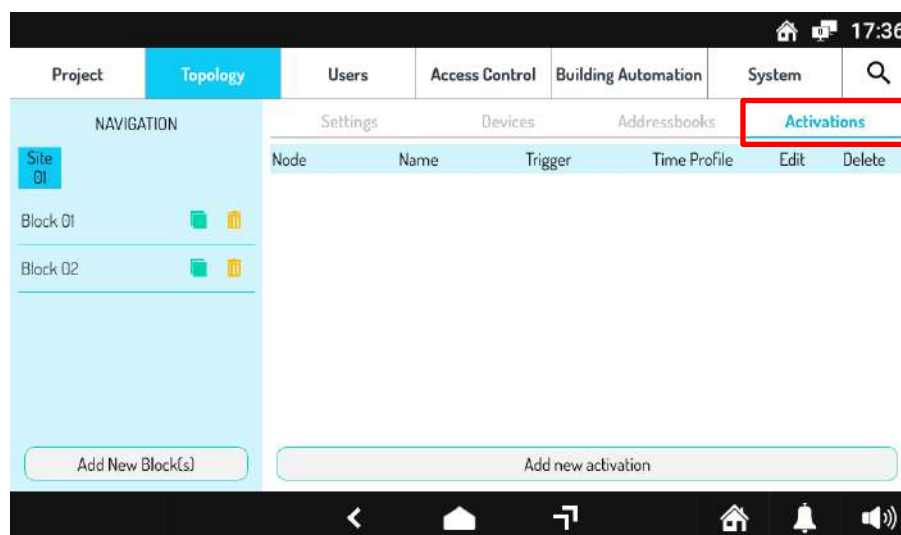 17:36
Project Topology Users Access Control Building Automation System
NAVIGATION Settings Devices Addressbooks Activations
Site
01
Node Name Trigger Time Profile Edit Delete
Block 01
Block 02
Add New Block(s) Add new activation